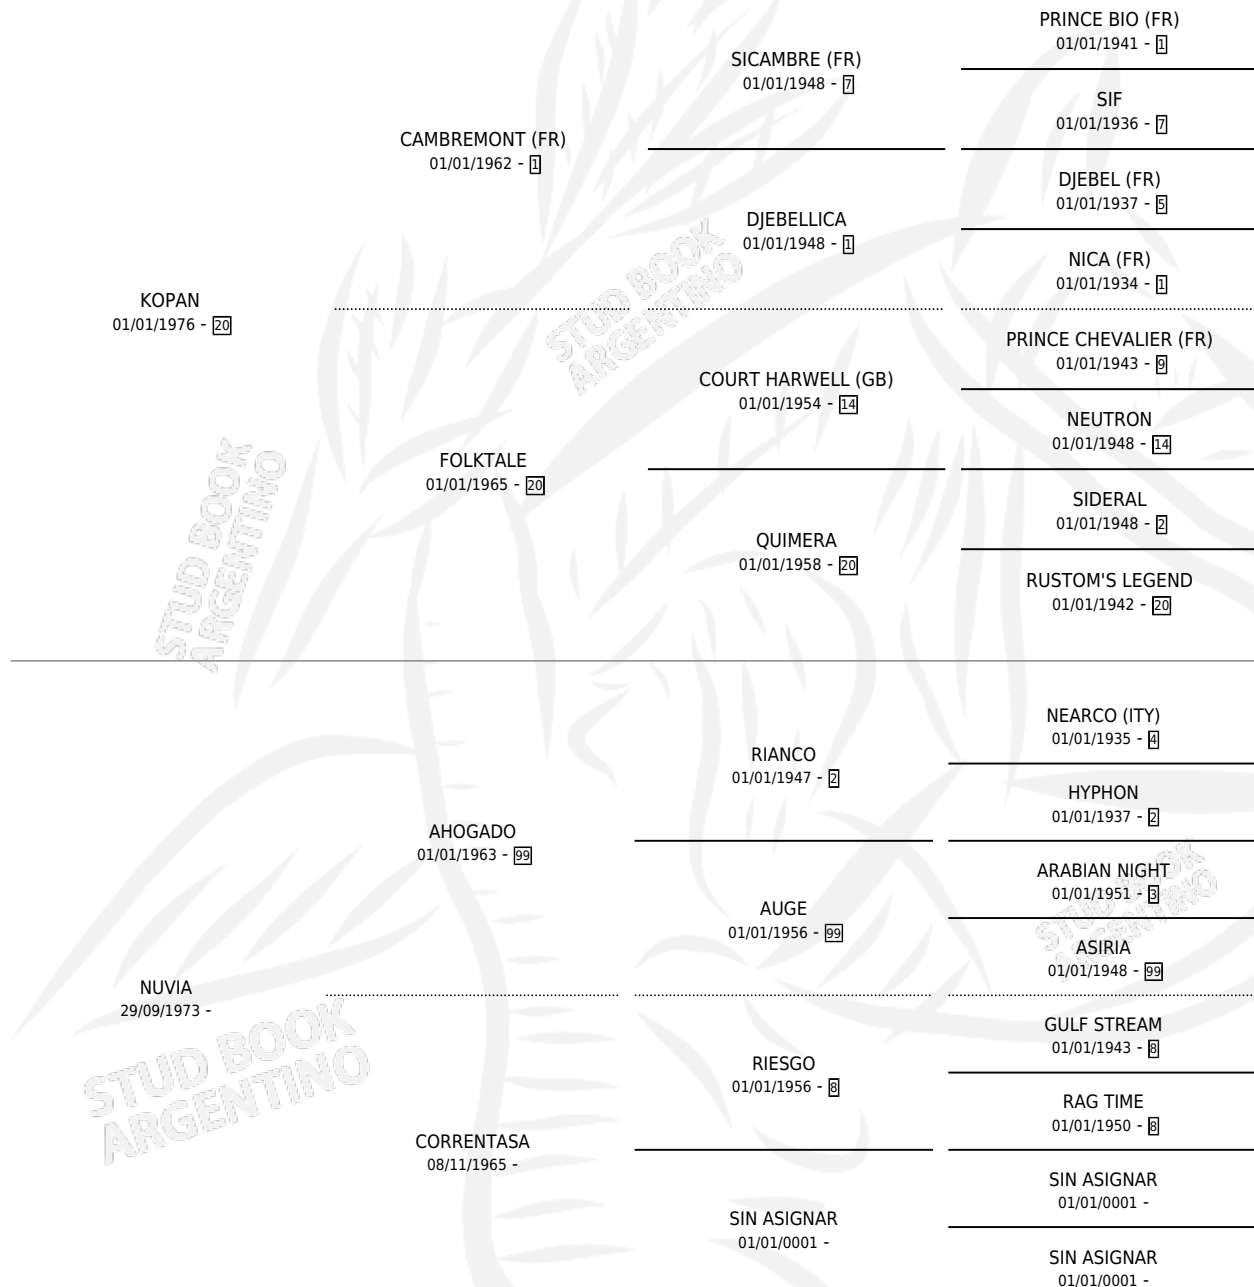 PRINCE BIO (FR)
01/01/1941 - 1
SICAMBRE (FR)
01/01/1948 - 7
SIF
01/01/1936 - 7
CAMBREMONT (FR)
01/01/1962 - 1
DJEBEL (FR)
01/01/1937 - 5
DJEBELLICA
01/01/1948 - 1
NICA (FR)
01/01/1934 - 1
KOPAN
01/01/1976 - 20
PRINCE CHEVALIER (FR)
01/01/1943 - 9
COURT HARWELL (GB)
01/01/1954 - 14
NEUTRON
01/01/1948 - 14
FOLKTALE
01/01/1965 - 20
SIDERAL
01/01/1948 - 2
QUIMERA
01/01/1958 - 20
RUSTOM'S LEGEND
01/01/1942 - 20
NEARCO (ITY)
01/01/1935 - 4
RIANCO
01/01/1947 - 2
HYPHON
01/01/1937 - 2
AHOGADO
01/01/1963 - 99
ARABIAN NIGHT
01/01/1951 - 3
AUGE
01/01/1956 - 99
ASIRIA
01/01/1948 - 99
NUVIA
29/09/1973 -
GULF STREAM
01/01/1943 - 8
RIESGO
01/01/1956 - 8
RAG TIME
01/01/1950 - 8
CORRENTASA
08/11/1965 -
SIN ASIGNAR
01/01/0001 -
SIN ASIGNAR
01/01/0001 -
SIN ASIGNAR
01/01/0001 -
STUD BOOK
ARGENTINO
STUD BOOK
ARGENTINO
STUD BOOK
ARGENTINO
STUD BOOK
ARGENTINO